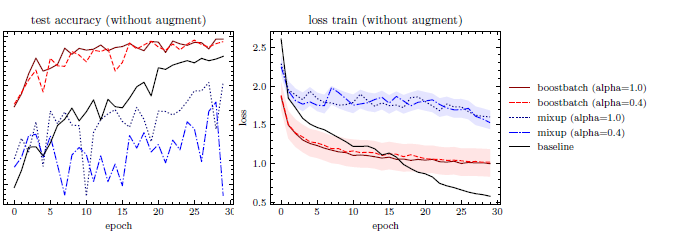 test accuracy (without augment)
0 5 10 15 20 25 30
epoch
loss train (without augment)
loss
2.5
2.0
1.5
1.0
0.5
0 5 10 15 20 25 30
epoch
boostbatch (alpha=1.0)
boostbatch (alpha=0.4)
mixup (alpha=1.0)
mixup (alpha=0.4)
baseline